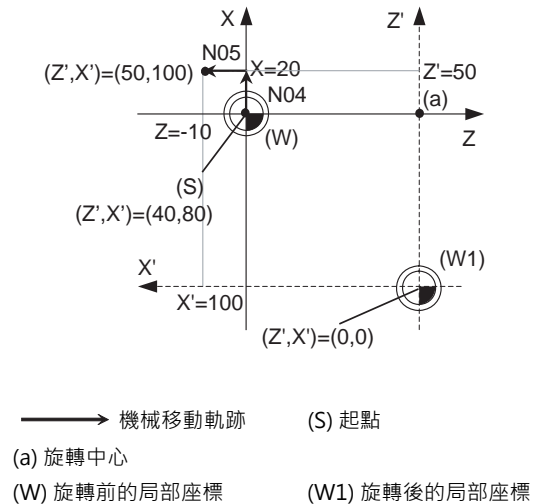 X
Z'
N05
(Z',X')=(50,100)
X=20
Z'=50
N04
(a)
Z=-10
(W)
Z
(S)
(Z',X')=(40,80)
(W1)
X'
X'=100
(Z',X')=(0,0)
機械移動軌跡
(S) 起點
(a) 旋轉中心
(W) 旋轉前的局部座標
(W1) 旋轉後的局部座標